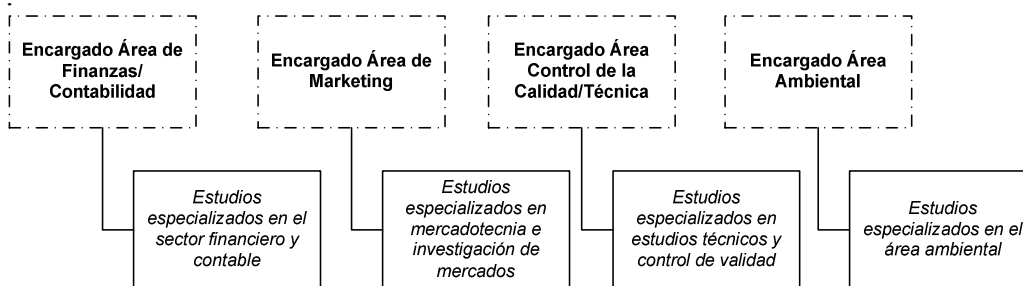 Encargado Área de
Finanzas/
Contabilidad
Encargado Área de
Marketing
Encargado Área
Control de la
Calidad/Técnica
Encargado Área
Ambiental
Estudios
especializados en el
sector financiero y
contable
Estudios
especializados en
mercadotecnia e
investigación de
mercados
Estudios
especializados en
estudios técnicos y
control de validad
Estudios
especializados en el
área ambiental